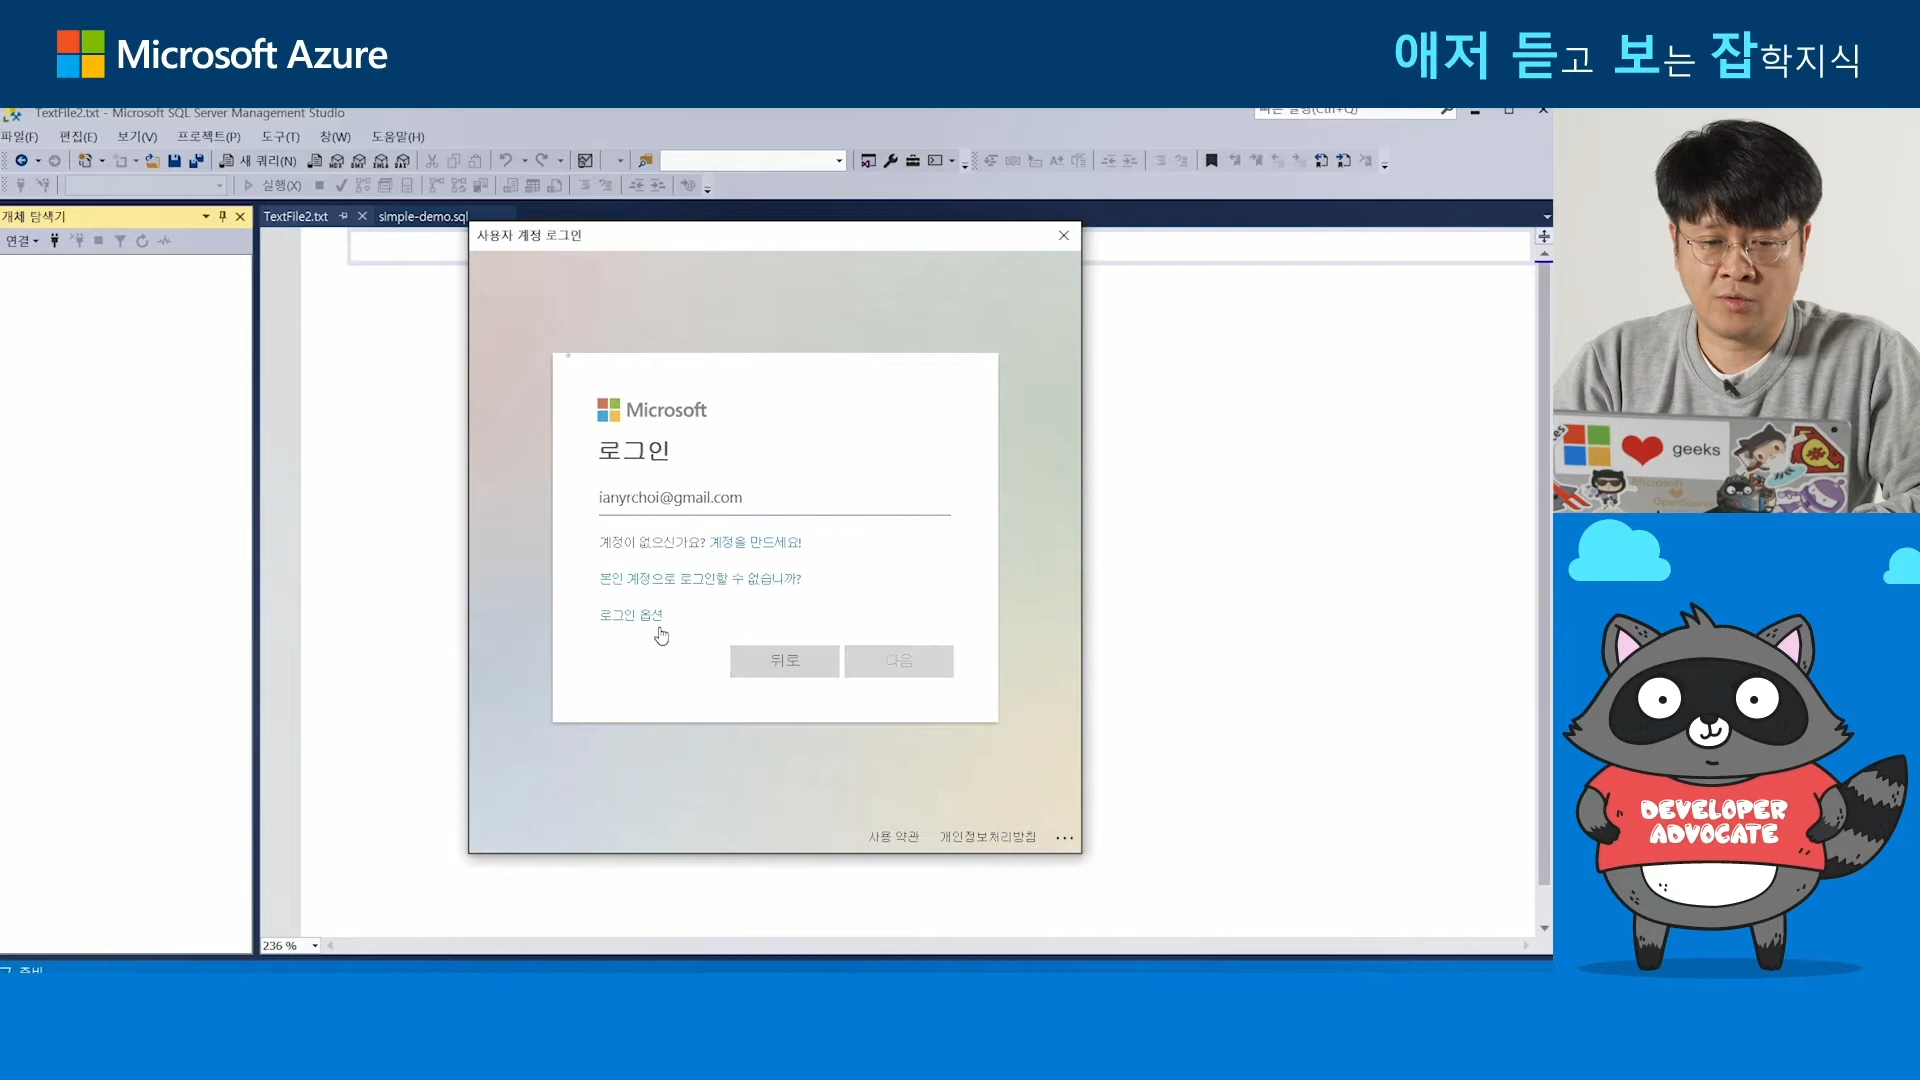 Microsoft Azure
애저 듣고 보는 잡학지식
TextFile2.txt - Microsoft SQL Server Management Studio
빠른 실행(Ctrl+Q)
파일(F) 편집(E) 보기(V) 프로젝트(P) 도구(T) 창(W) 도움말(H)
새 쿼리(N)
실행(X)
개체 탐색기
TextFile2.txt
simple-demo.sql
연결
사용자 계정 로그인
Microsoft
로그인
ianyrchoi@gmail.com
계정이 없으신가요? 계정을 만드세요!
본인 계정으로 로그인할 수 없습니까?
로그인 옵션
뒤로
다음
사용 약관 개인정보처리방침 ...
236 %
geeks
Microsoft
DEVELOPER
ADVOCATE